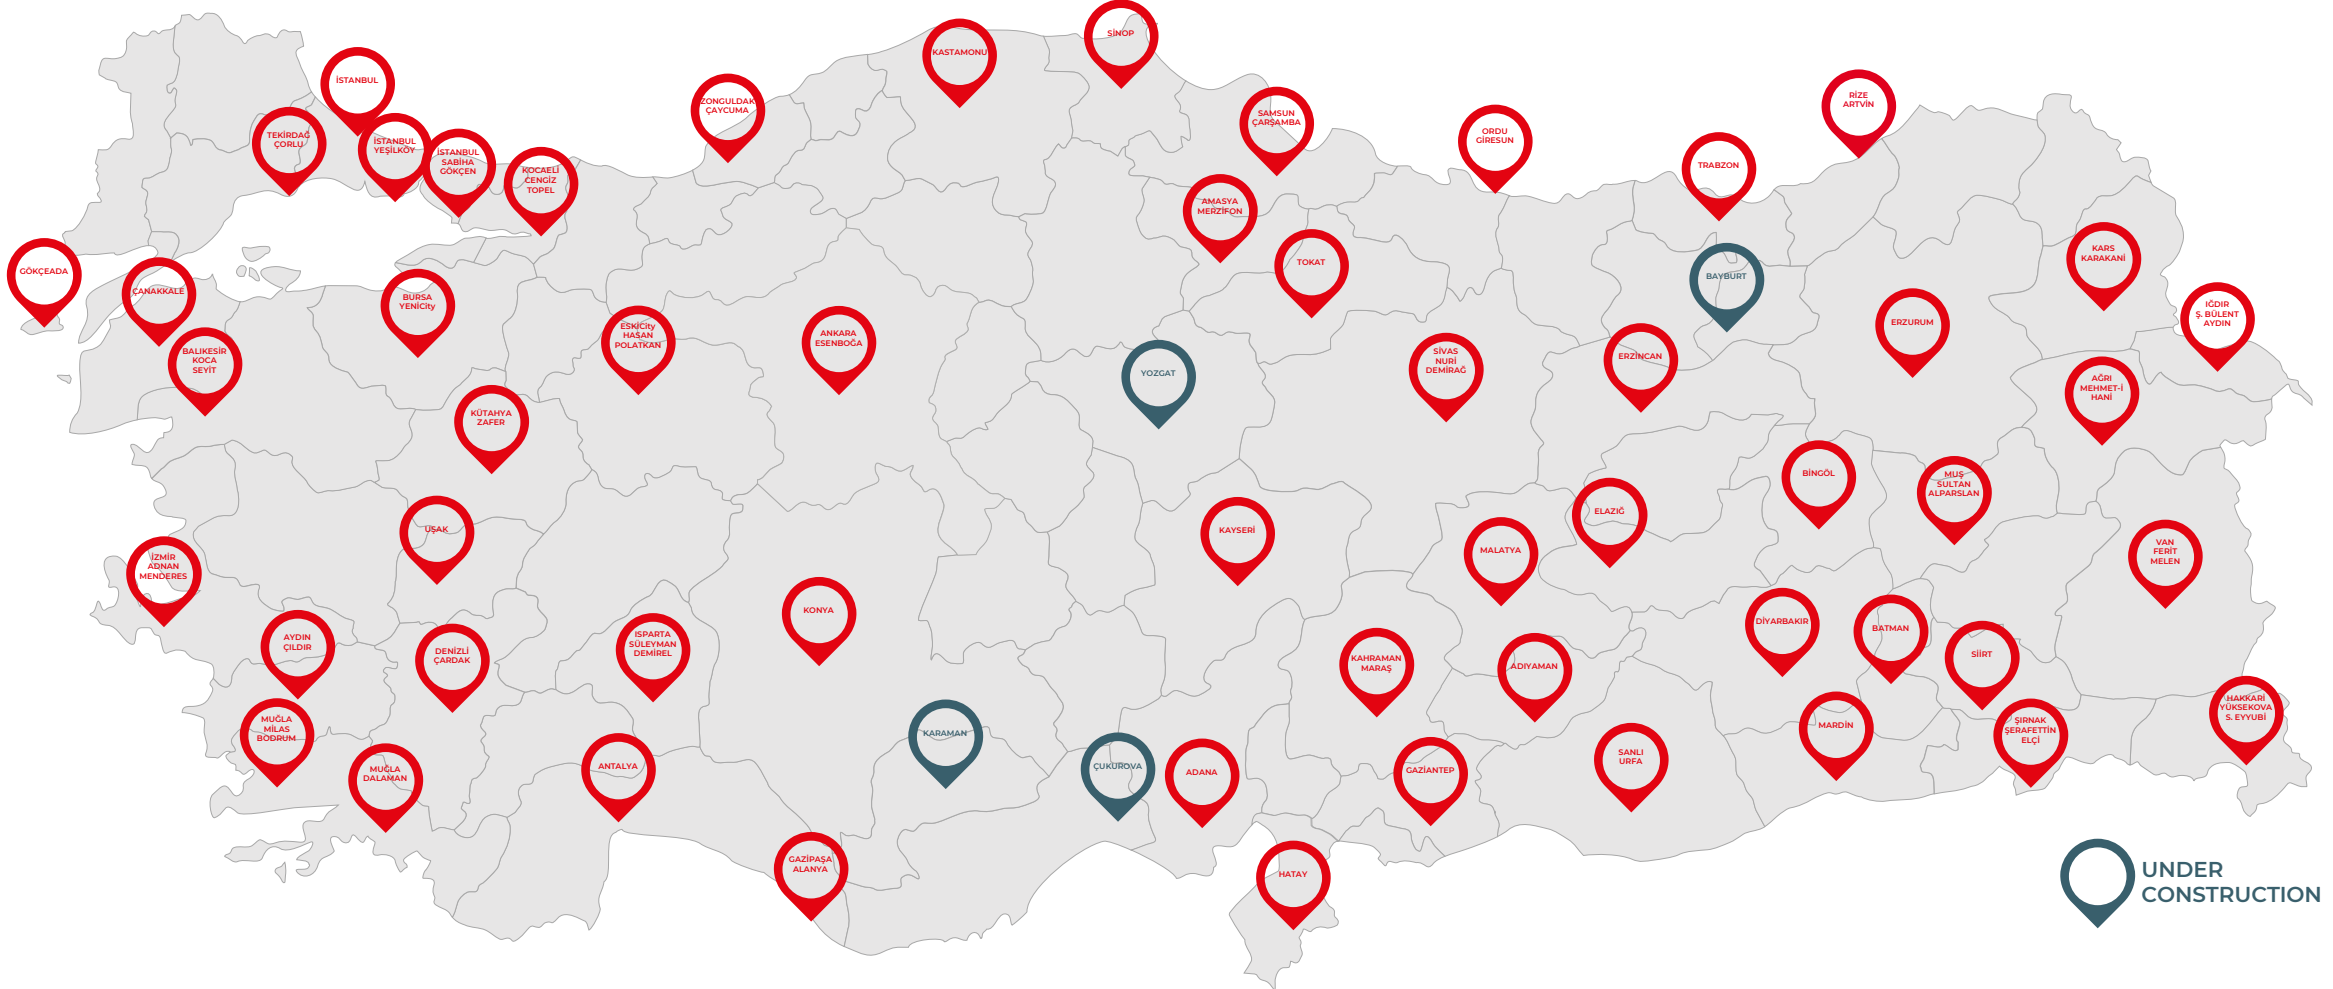 SİNOP
KASTAMONU
İSTANBUL
ZONGULDAK
ÇAYCUMA
RİZE
ARTVİN
SAMSUN
ÇARŞAMBA
ORDU
GİRESUN
TEKİRDAĞ
ÇORLU
İSTANBUL
YEŞİLKÖY
İSTANBUL
SABİHA
GÖKÇEN
KOCAELİ
CENGİZ
TOPEL
TRABZON
AMASYA
MERZİFON
TOKAT
KARS
KARAKANİ
GÖKÇEADA
ÇANAKKALE
BURSA
YENİCity
BAYBURT
IĞDIR
Ş. BÜLENT
AYDIN
BALIKESİR
KOCA
SEYİT
ESKİCity
HASAN
POLATKAN
ANKARA
ESENBOĞA
ERZURUM
YOZGAT
SİVAS
NURİ
DEMİRAĞ
ERZİNCAN
AĞRI
MEHMET-İ
HANİ
KÜTAHYA
ZAFER
BİNGÖL
MUŞ
SULTAN
ALPARSLAN
ELAZIĞ
UŞAK
KAYSERİ
MALATYA
VAN
FERİT
MELEN
İZMİR
ADNAN
MENDERES
KONYA
DİYARBAKIR
BATMAN
AYDIN
ÇILDIR
DENİZLİ
ÇARDAK
ISPARTA
SÜLEYMAN
DEMİREL
KAHRAMAN
MARAŞ
ADIYAMAN
SİİRT
MUĞLA
MİLAS
BODRUM
KARAMAN
MARDİN
ŞIRNAK
ŞERAFETTİN
ELÇİ
HAKKARİ
YÜKSEKOVA
S. EYYUBİ
MUĞLA
DALAMAN
ANTALYA
ÇUKUROVA
ADANA
GAZİANTEP
SANLI
URFA
GAZİPAŞA
ALANYA
HATAY
UNDER
CONSTRUCTION